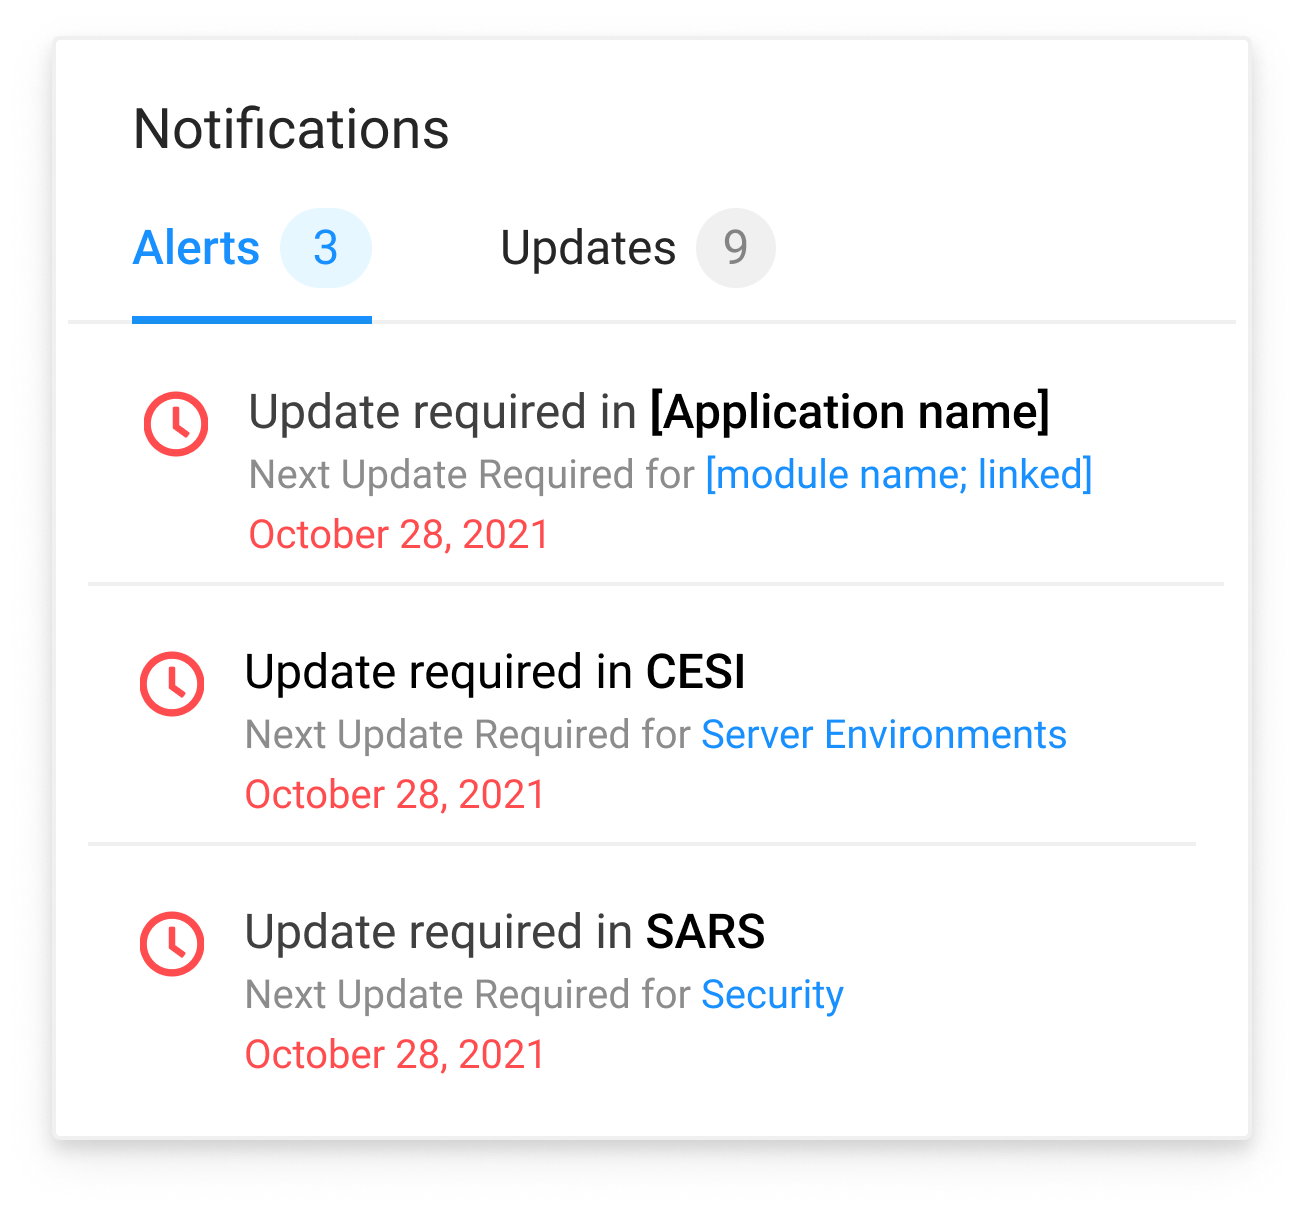 Notifications
Alerts 3 Updates 9
Update required in [Application name]
Next Update Required for [module name; linked]
October 28, 2021
Update required in CESI
Next Update Required for Server Environments
October 28, 2021
Update required in SARS
Next Update Required for Security
October 28, 2021